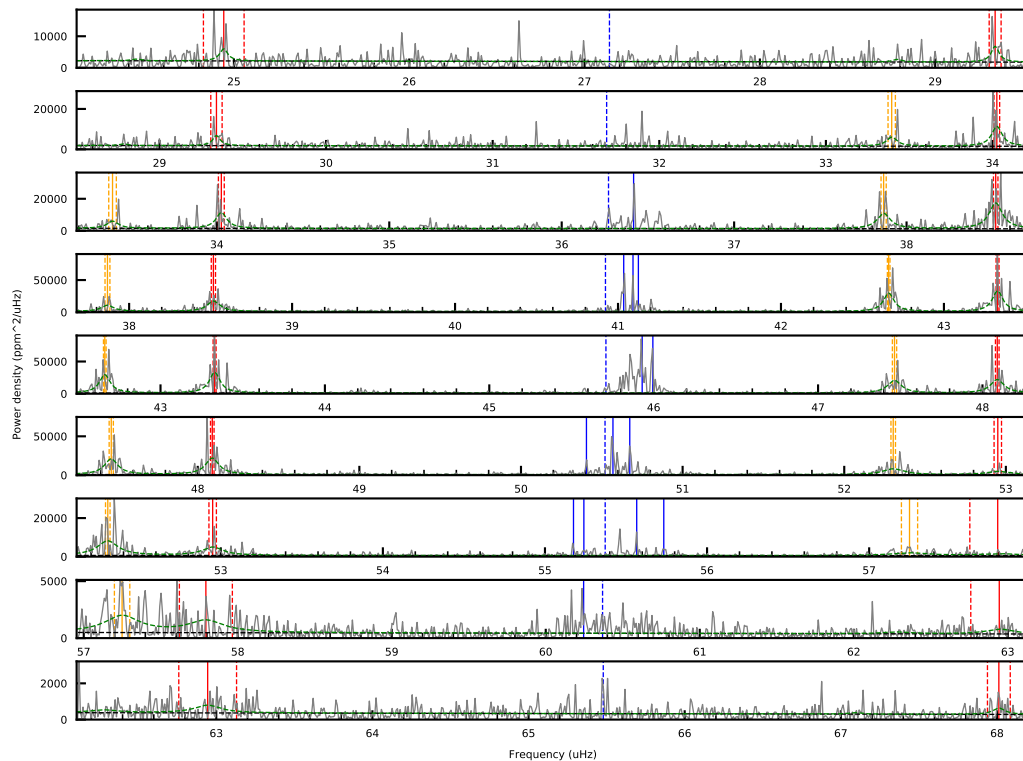 10000
0
25 26 27 28 29
20000
0
29 30 31 32 33 34
20000
0
34 35 36 37 38
50000
0
38 39 40 41 42 43
50000
0
43 44 45 46 47 48
50000
0
48 49 50 51 52 53
20000
0
53 54 55 56 57
5000
0
57 58 59 60 61 62 63
2000
0
63 64 65 66 67 68
Power density (ppm^2/uHz)
Frequency (uHz)